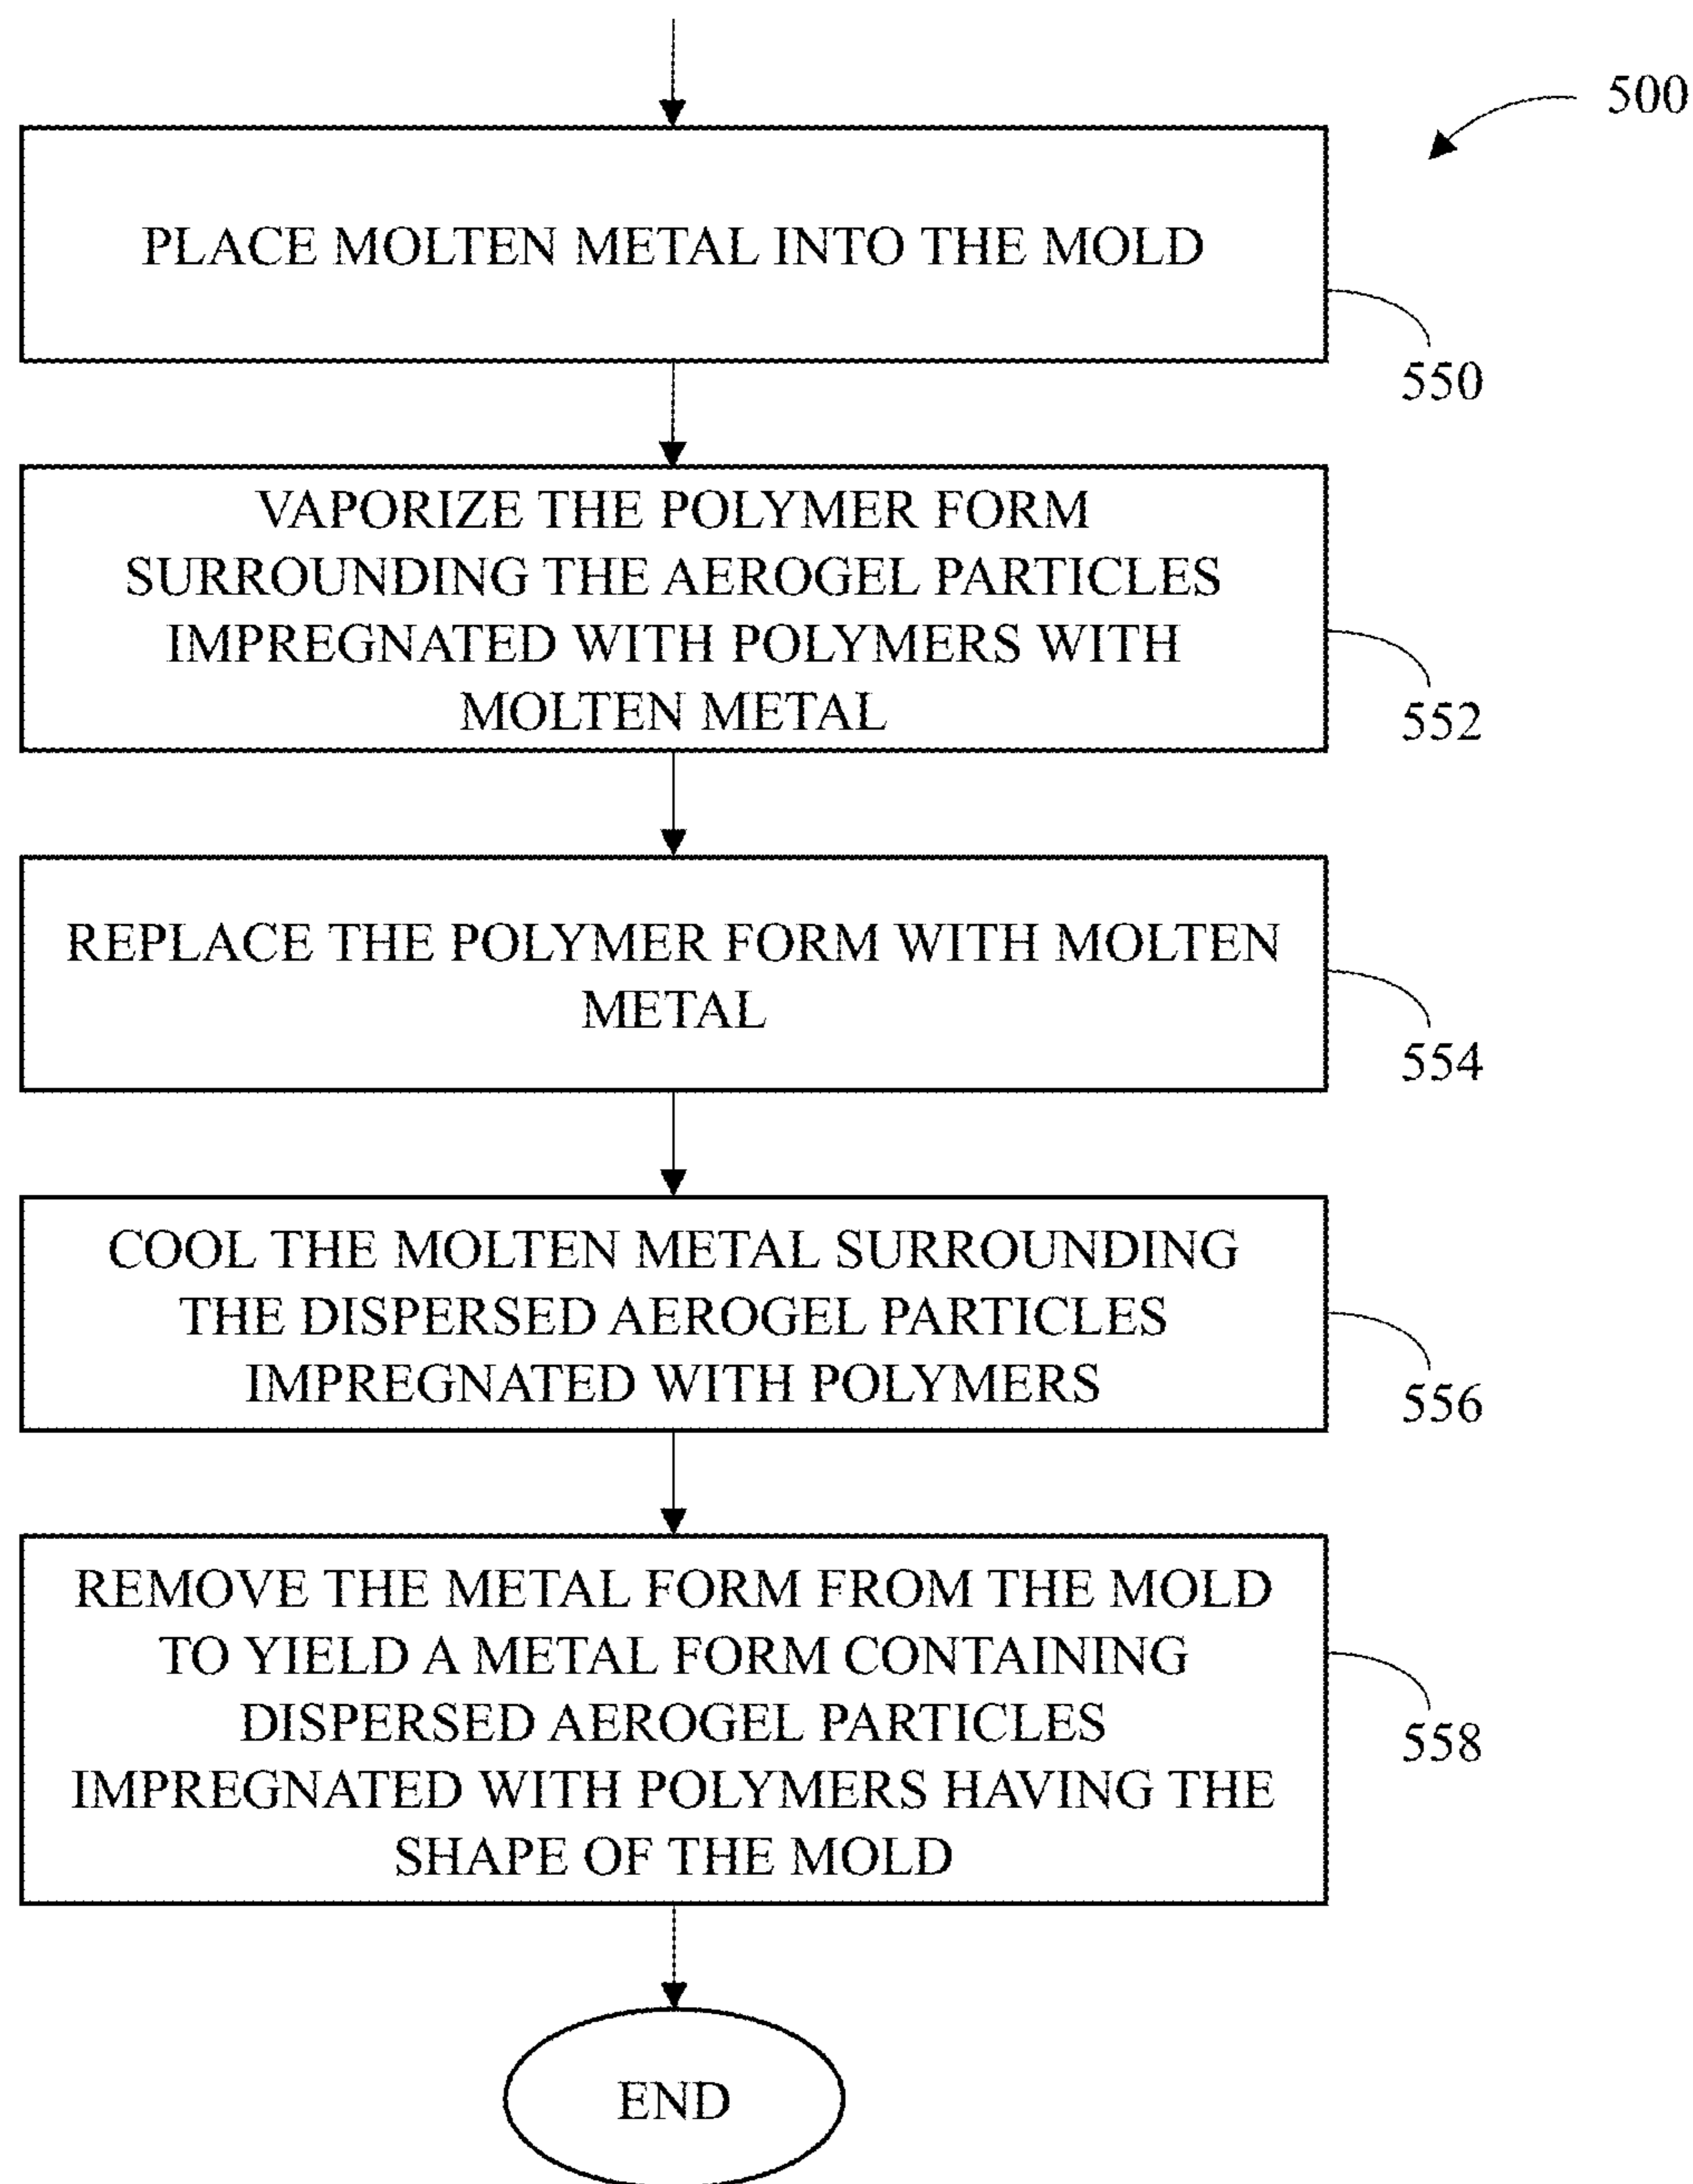 500
PLACE MOLTEN METAL INTO THE MOLD
550
VAPORIZE THE POLYMER FORM
SURROUNDING THE AEROGEL PARTICLES
IMPREGNATED WITH POLYMERS WITH
MOLTEN METAL
552
REPLACE THE POLYMER FORM WITH MOLTEN
METAL
554
COOL THE MOLTEN METAL SURROUNDING
THE DISPERSED AEROGEL PARTICLES
IMPREGNATED WITH POLYMERS
556
REMOVE THE METAL FORM FROM THE MOLD
TO YIELD A METAL FORM CONTAINING
DISPERSED AEROGEL PARTICLES
IMPREGNATED WITH POLYMERS HAVING THE
SHAPE OF THE MOLD
558
END